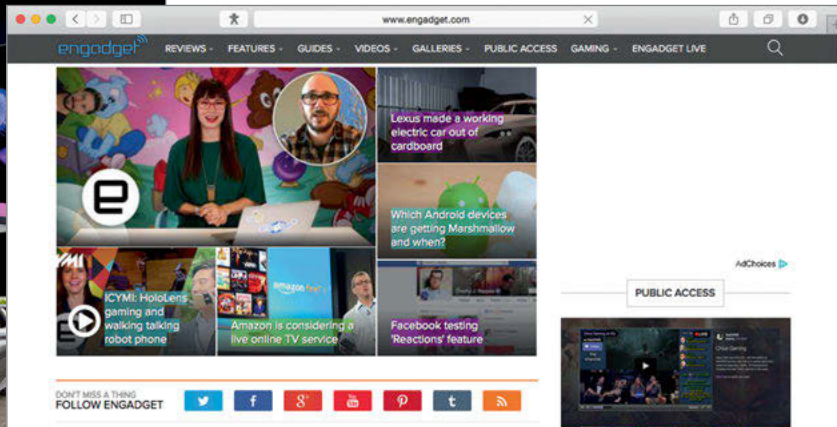 www.engadget.com
engadget
REVIEWS FEATURES GUIDES VIDEOS GALLERIES PUBLIC ACCESS GAMING ENGADGET LIVE
e
Lexus made a working
electric car out of
cardboard
Which Android devices
are getting Marshmallow
and when?
ICYMI: HoloLens
gaming and
walking talking
robot phone
amazon fire
Amazon is considering a
live online TV service
Facebook testing
'Reactions' feature
AdChoices
PUBLIC ACCESS
DON'T MISS A THING
FOLLOW ENGADGET